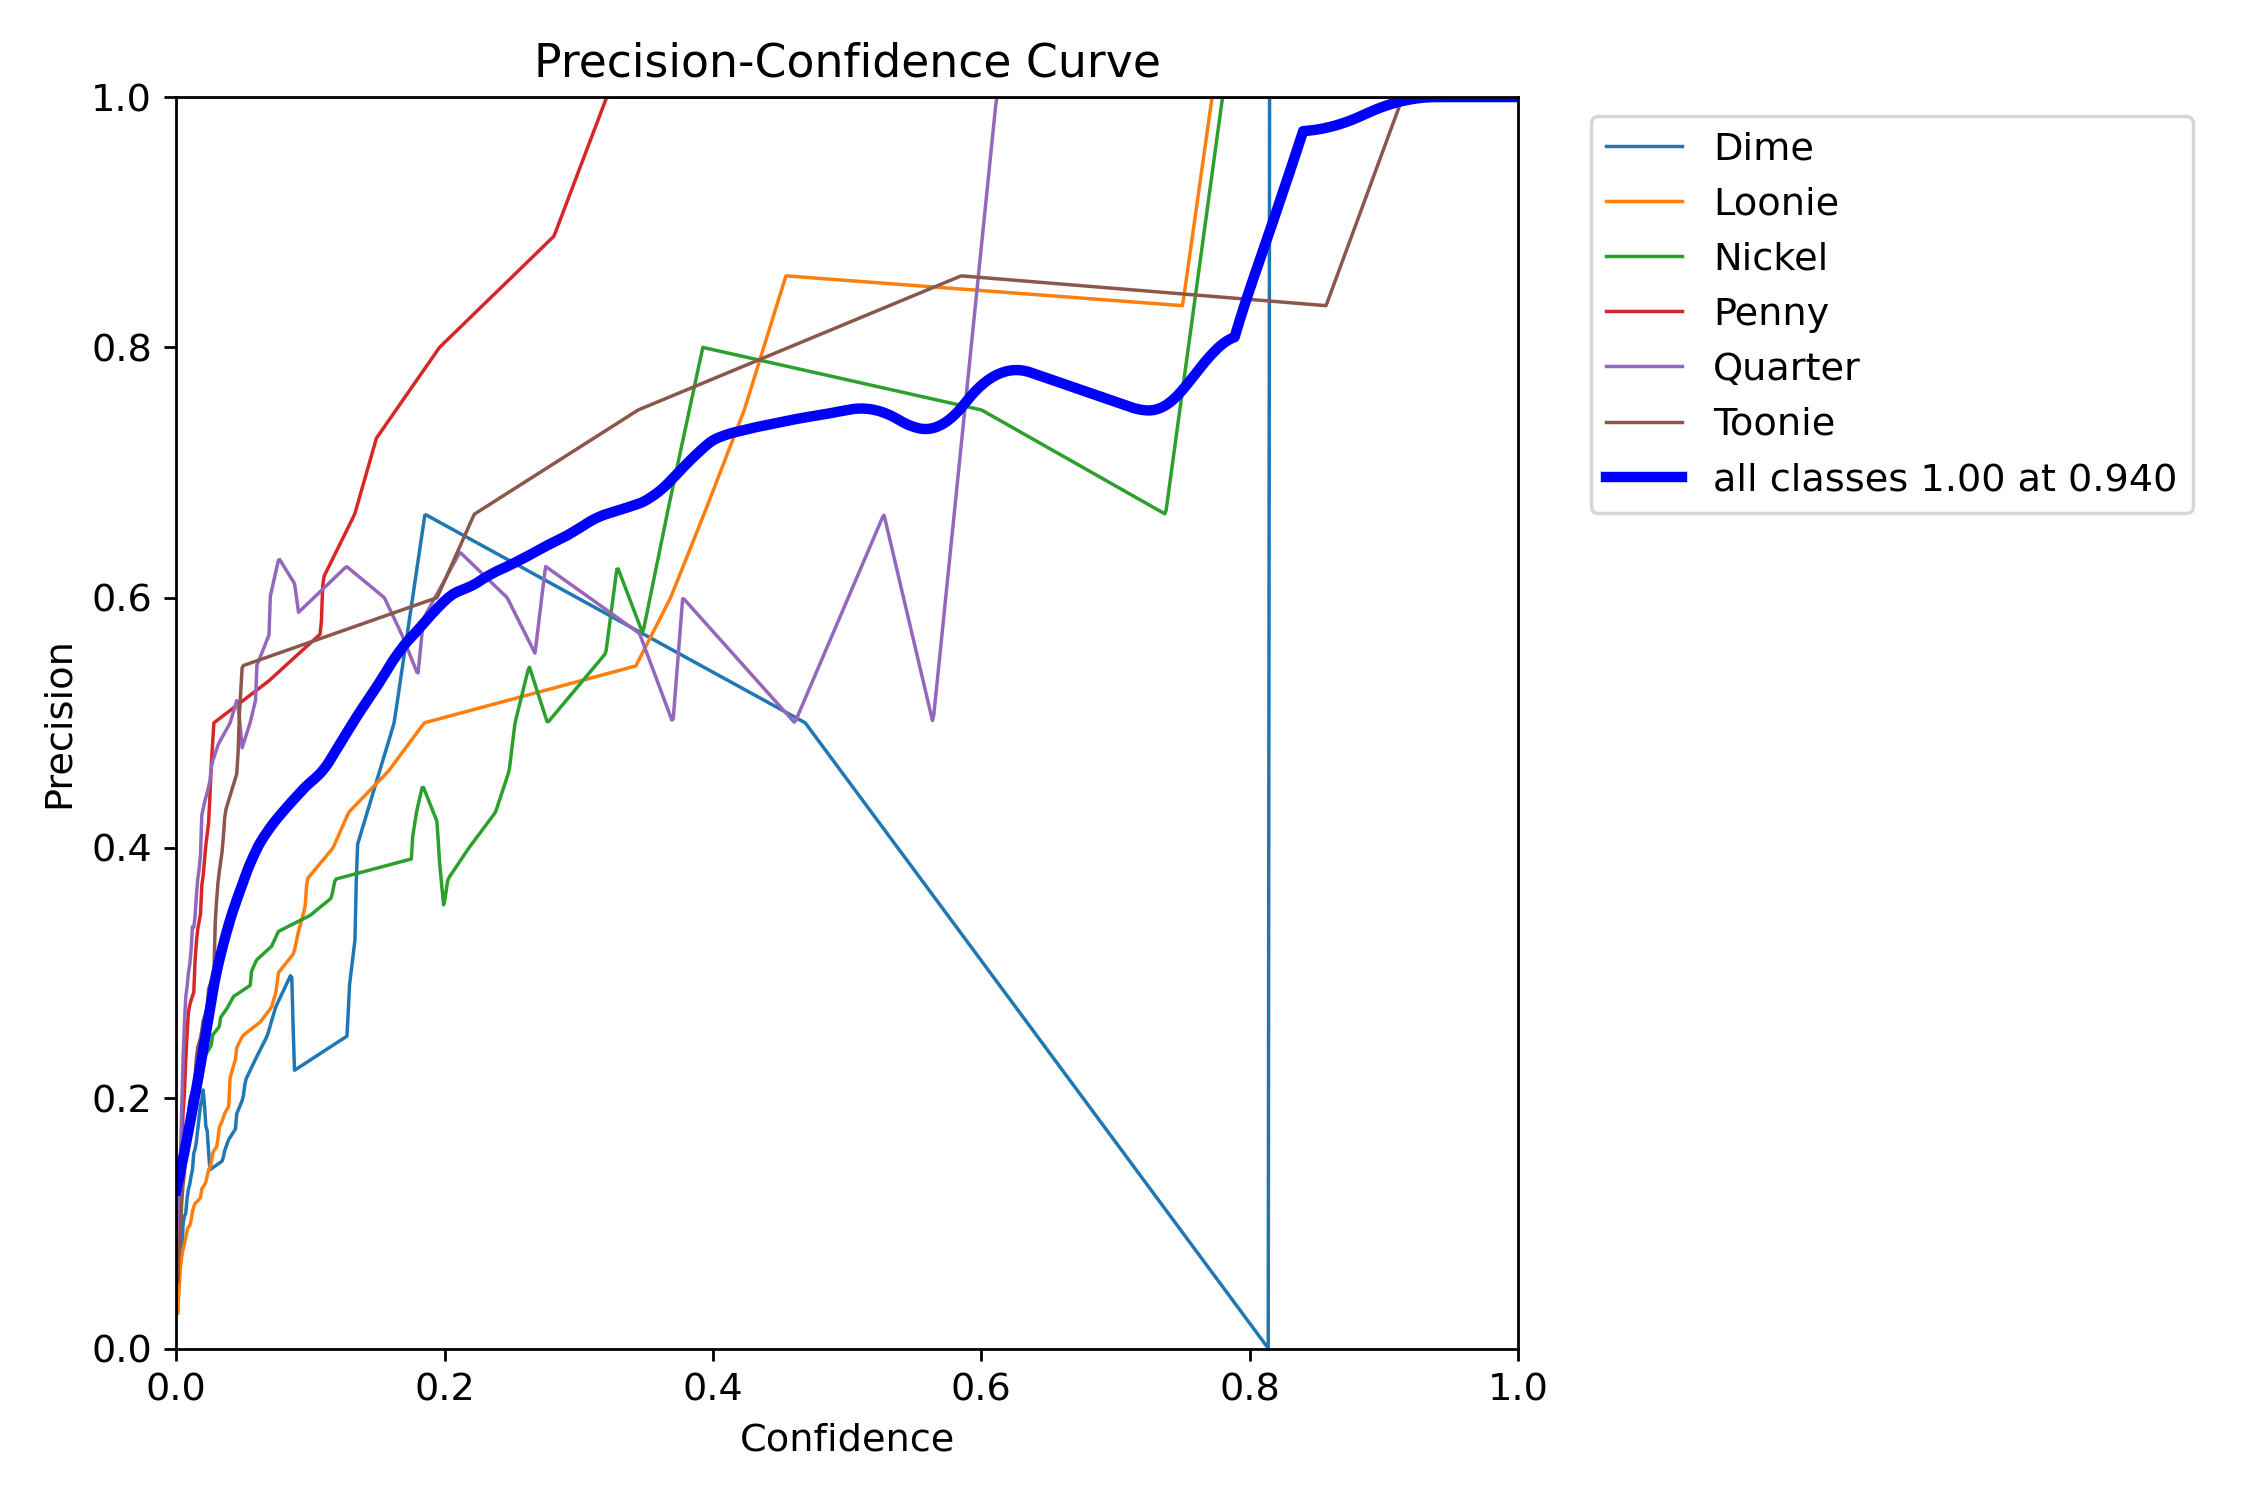 Precision-Confidence Curve
1.0
0.8
0.6
0.4
0.2
0.0
Precision
0.0 0.2 0.4 0.6 0.8 1.0
Confidence
Dime
Loonie
Nickel
Penny
Quarter
Toonie
all classes 1.00 at 0.940